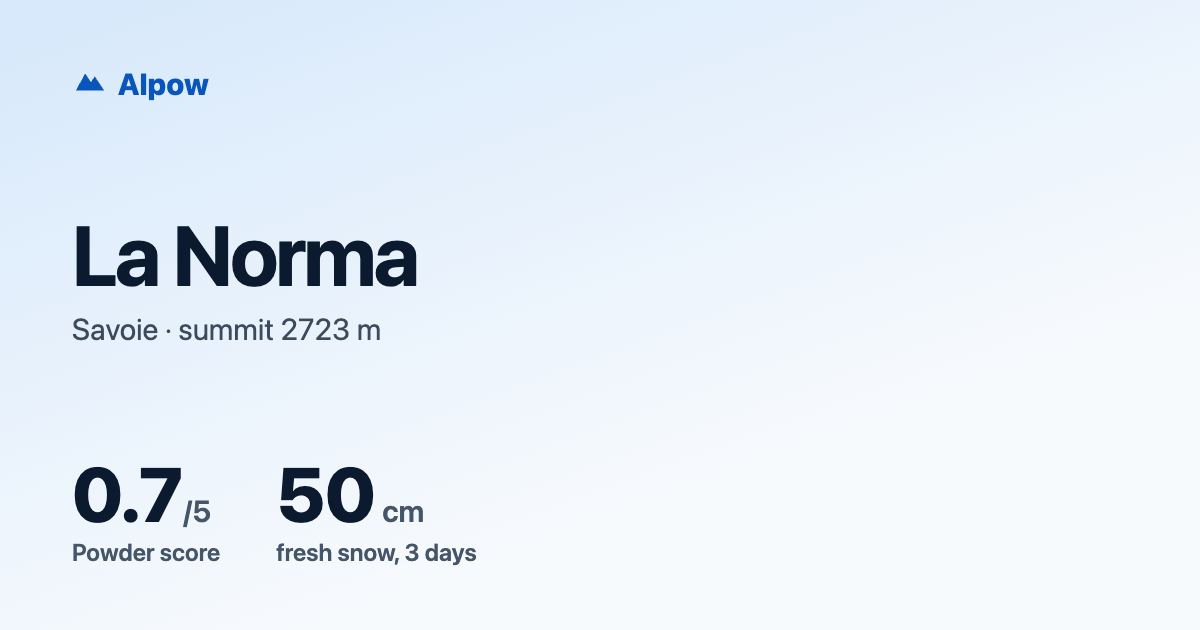 Alpow
La Norma
Savoie · summit 2723 m
0.7/5 50 cm
Powder score fresh snow, 3 days